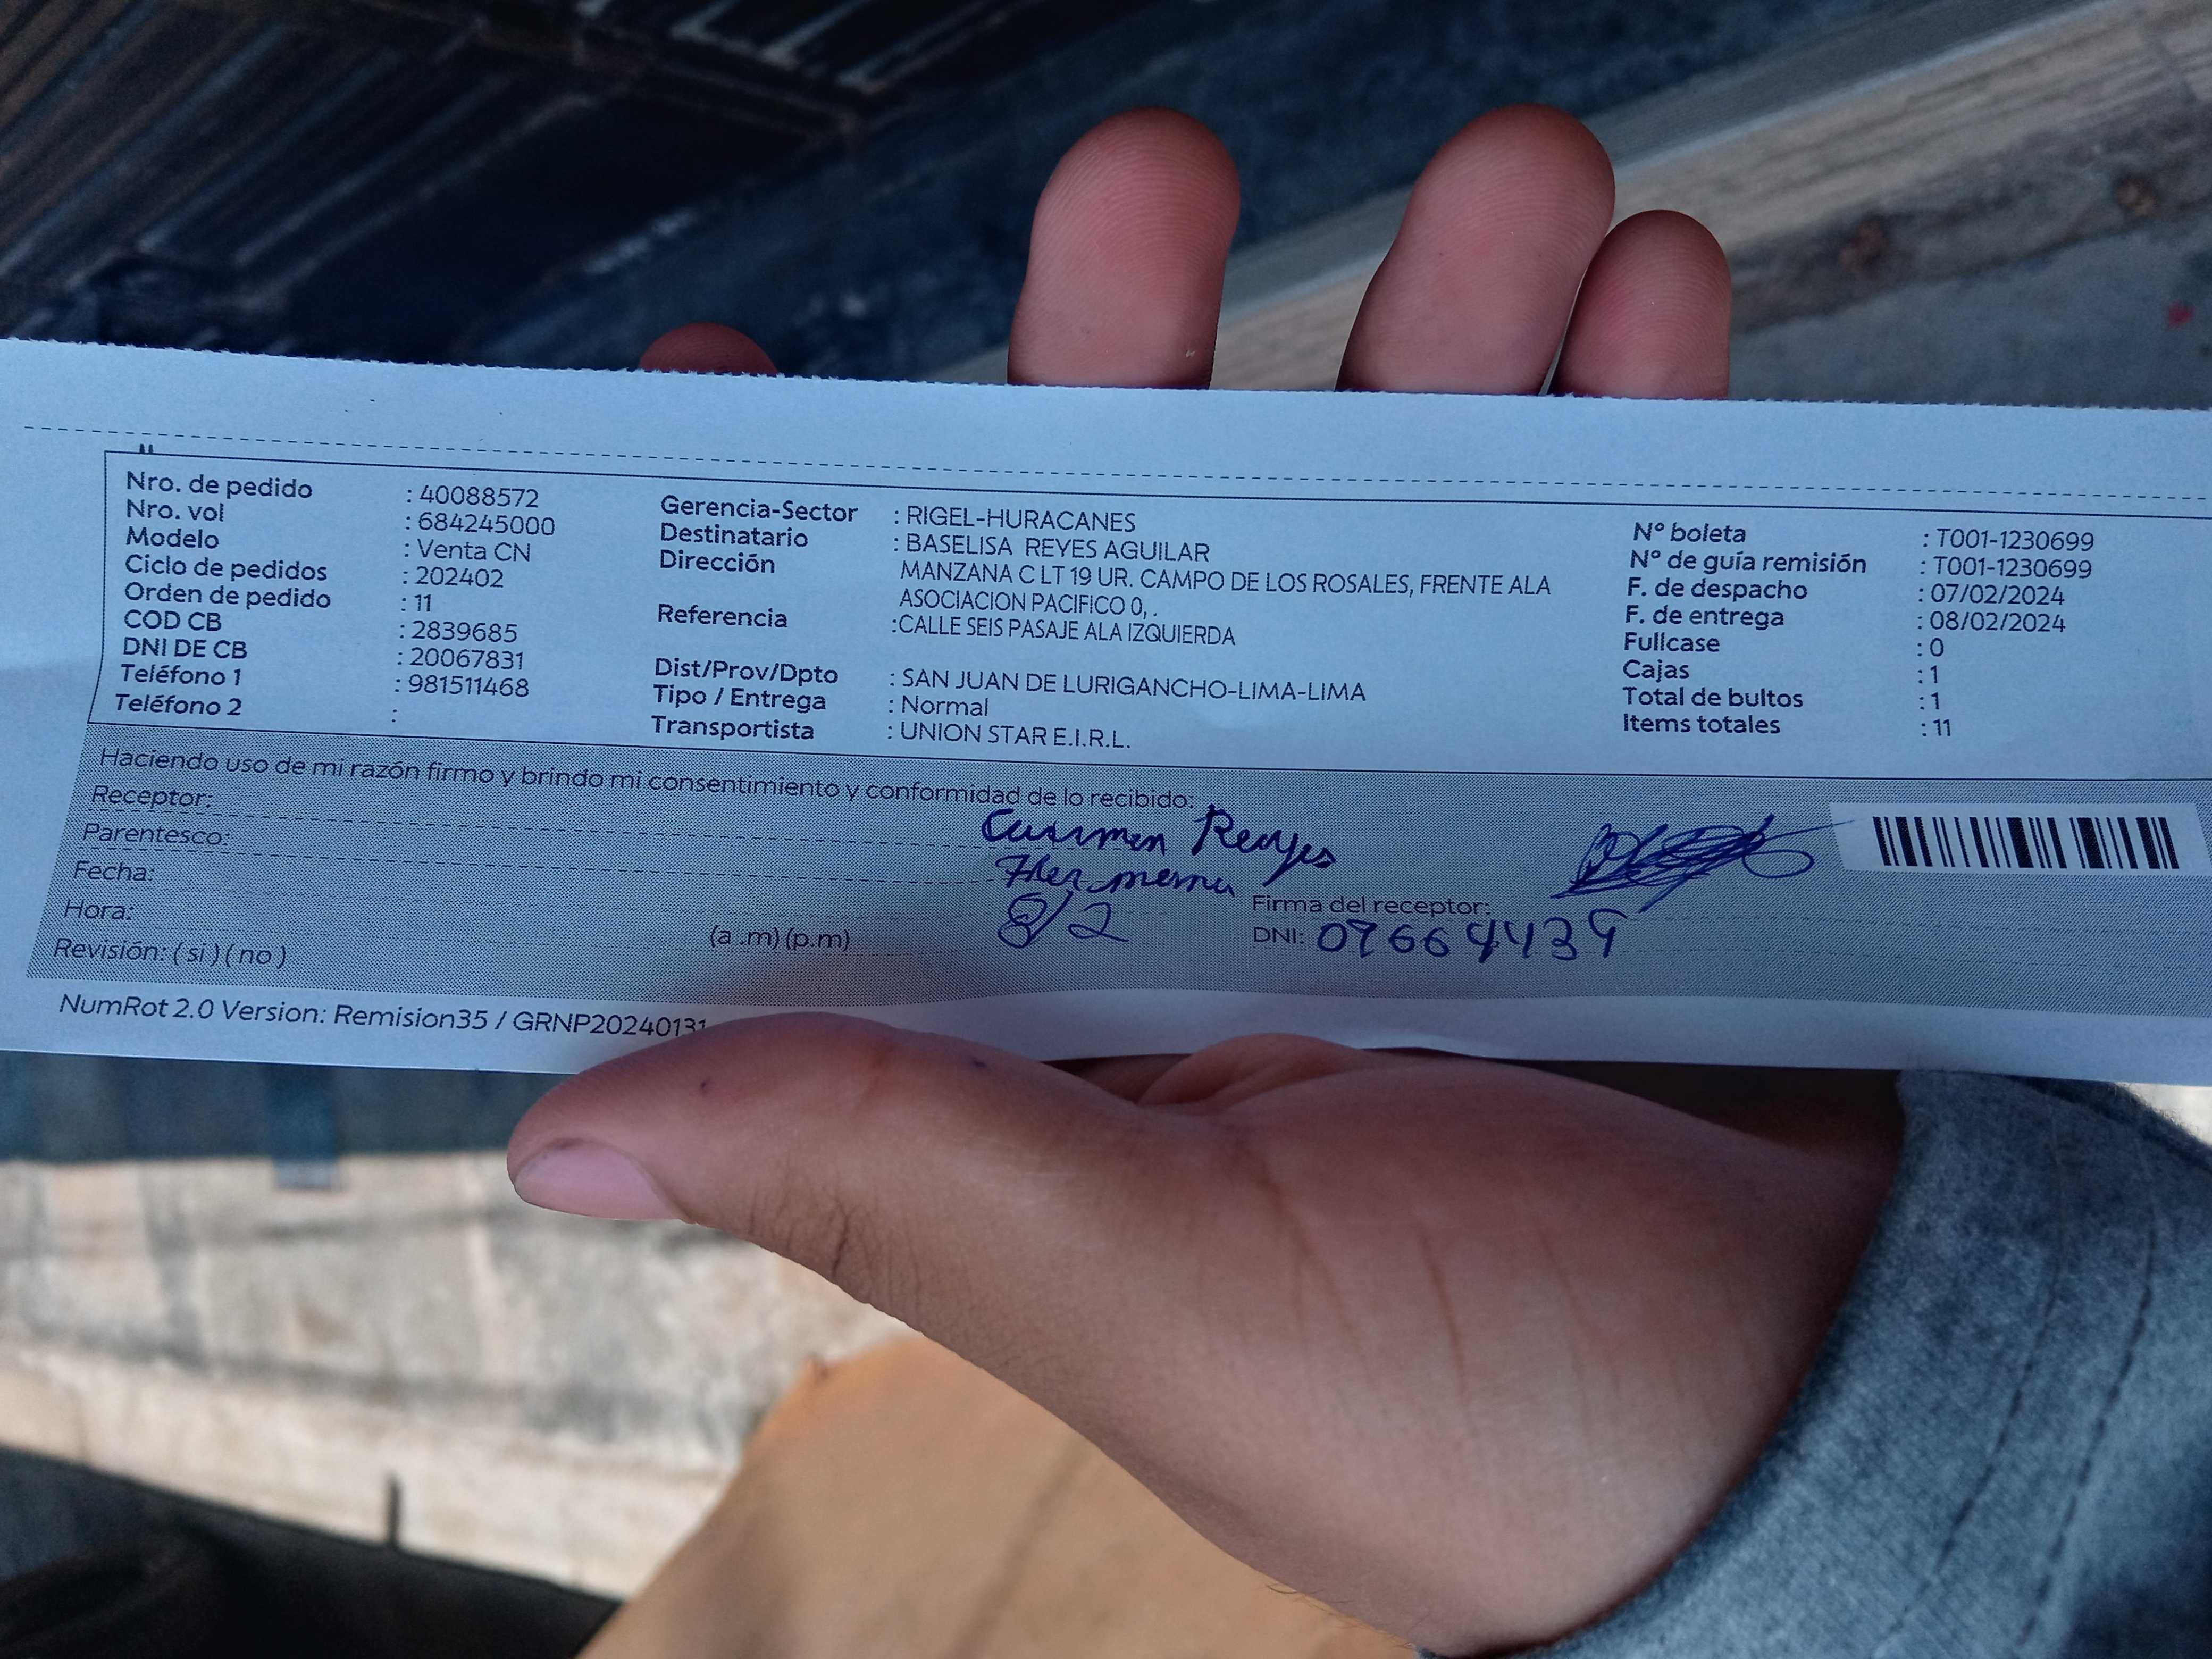 Nro. de pedido : 40088572
Nro. vol : 684245000
Modelo : Venta CN
Ciclo de pedidos : 202402
Orden de pedido : 11
COD CB : 2839685
DNI DE CB : 20067831
Teléfono 1 : 981511468
Teléfono 2 :
Gerencia-Sector : RIGEL-HURACANES
Destinatario : BASELISA REYES AGUILAR
Dirección MANZANA C LT 19 UR. CAMPO DE LOS ROSALES, FRENTE ALA
ASOCIACION PACIFICO 0, .
Referencia :CALLE SEIS PASAJE ALA IZQUIERDA
Dist/Prov/Dpto : SAN JUAN DE LURIGANCHO-LIMA-LIMA
Tipo / Entrega : Normal
Transportista : UNION STAR E.I.R.L.
N° boleta : T001-1230699
N° de guía remisión : T001-1230699
F. de despacho : 07/02/2024
F. de entrega : 08/02/2024
Fullcase : 0
Cajas : 1
Total de bultos : 1
Items totales : 11
Haciendo uso de mi razón firmo y brindo mi consentimiento y conformidad de lo recibido:
Receptor: Reyes
Parentesco:
Fecha: 8/2
Firma del receptor:
Hora: (a .m) (p.m)
DNI:
Revisión: ( si ) ( no )
NumRot 2.0 Version: Remision35 / GRNP20240131